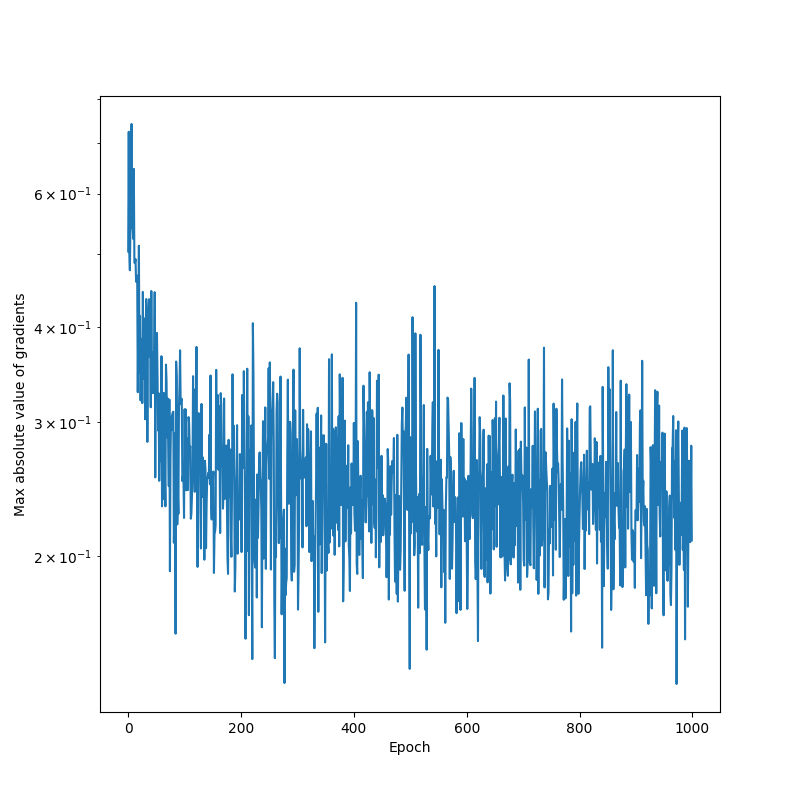 Max absolute value of gradients
6 × 10⁻¹
4 × 10⁻¹
3 × 10⁻¹
2 × 10⁻¹
0 200 400 600 800 1000
Epoch